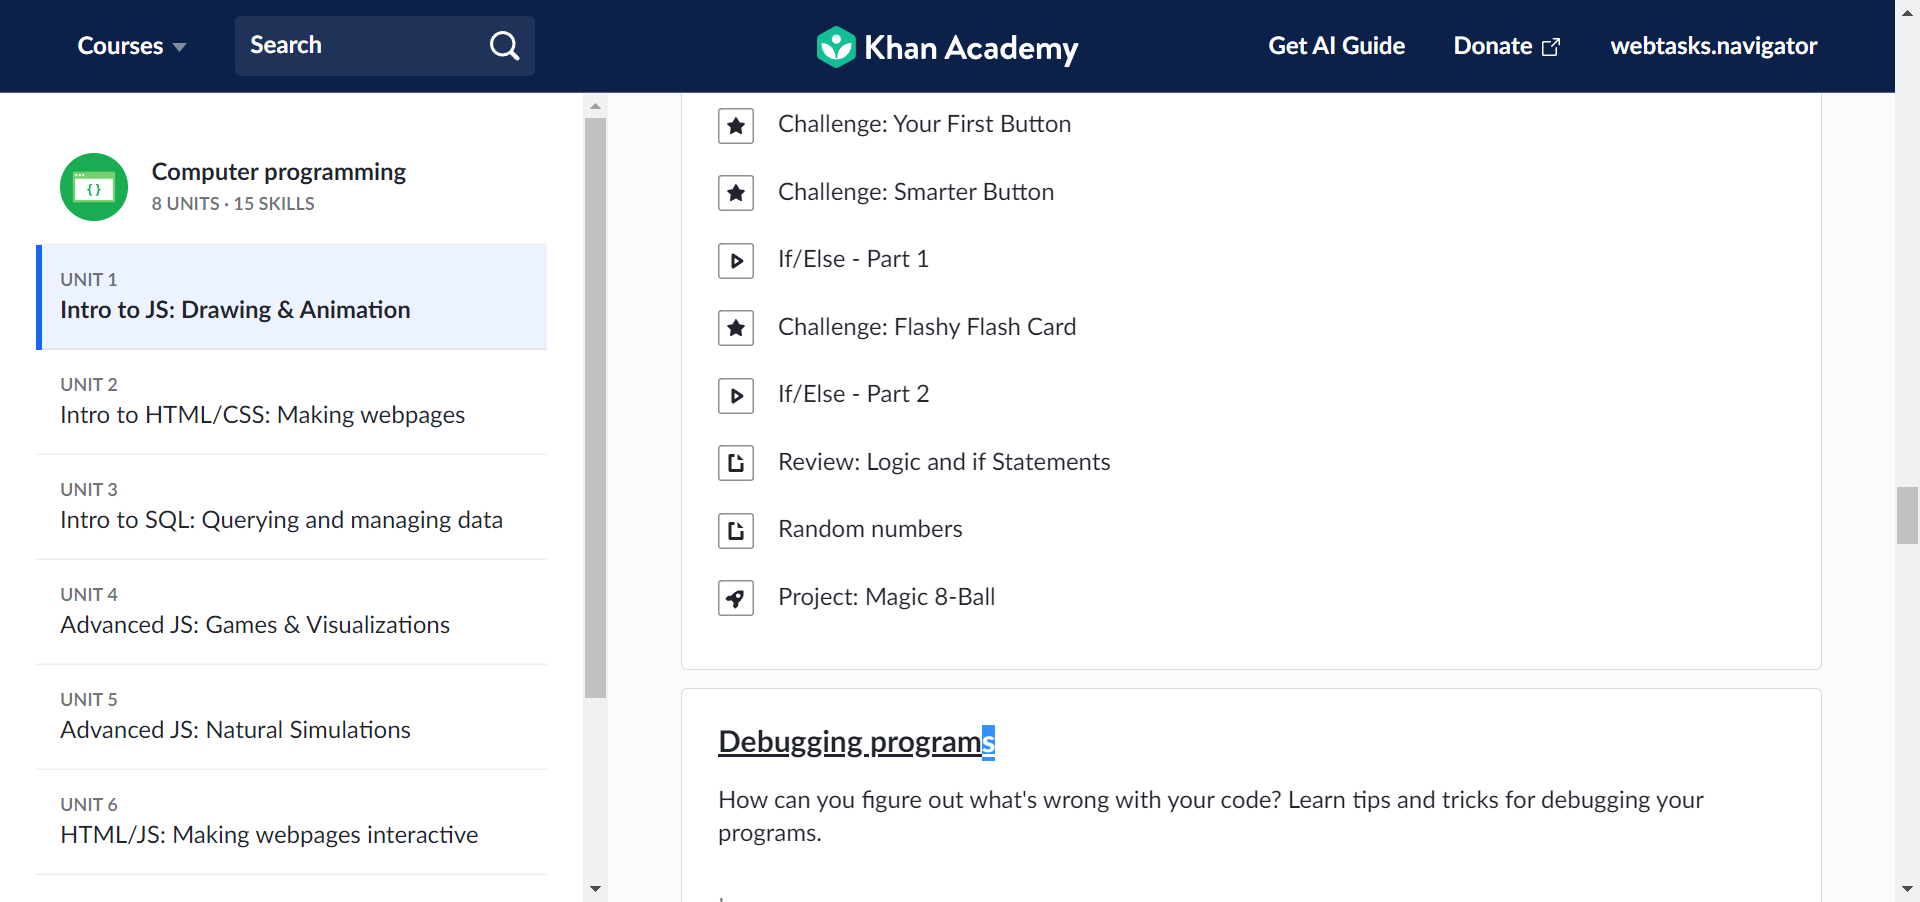 Courses
Search
Khan Academy
Get AI Guide
Donate
webtasks.navigator
Computer programming
8 UNITS · 15 SKILLS
UNIT 1
Intro to JS: Drawing & Animation
UNIT 2
Intro to HTML/CSS: Making webpages
UNIT 3
Intro to SQL: Querying and managing data
UNIT 4
Advanced JS: Games & Visualizations
UNIT 5
Advanced JS: Natural Simulations
UNIT 6
HTML/JS: Making webpages interactive
Challenge: Your First Button
Challenge: Smarter Button
If/Else - Part 1
Challenge: Flashy Flash Card
If/Else - Part 2
Review: Logic and if Statements
Random numbers
Project: Magic 8-Ball
Debugging programs
How can you figure out what's wrong with your code? Learn tips and tricks for debugging your
programs.